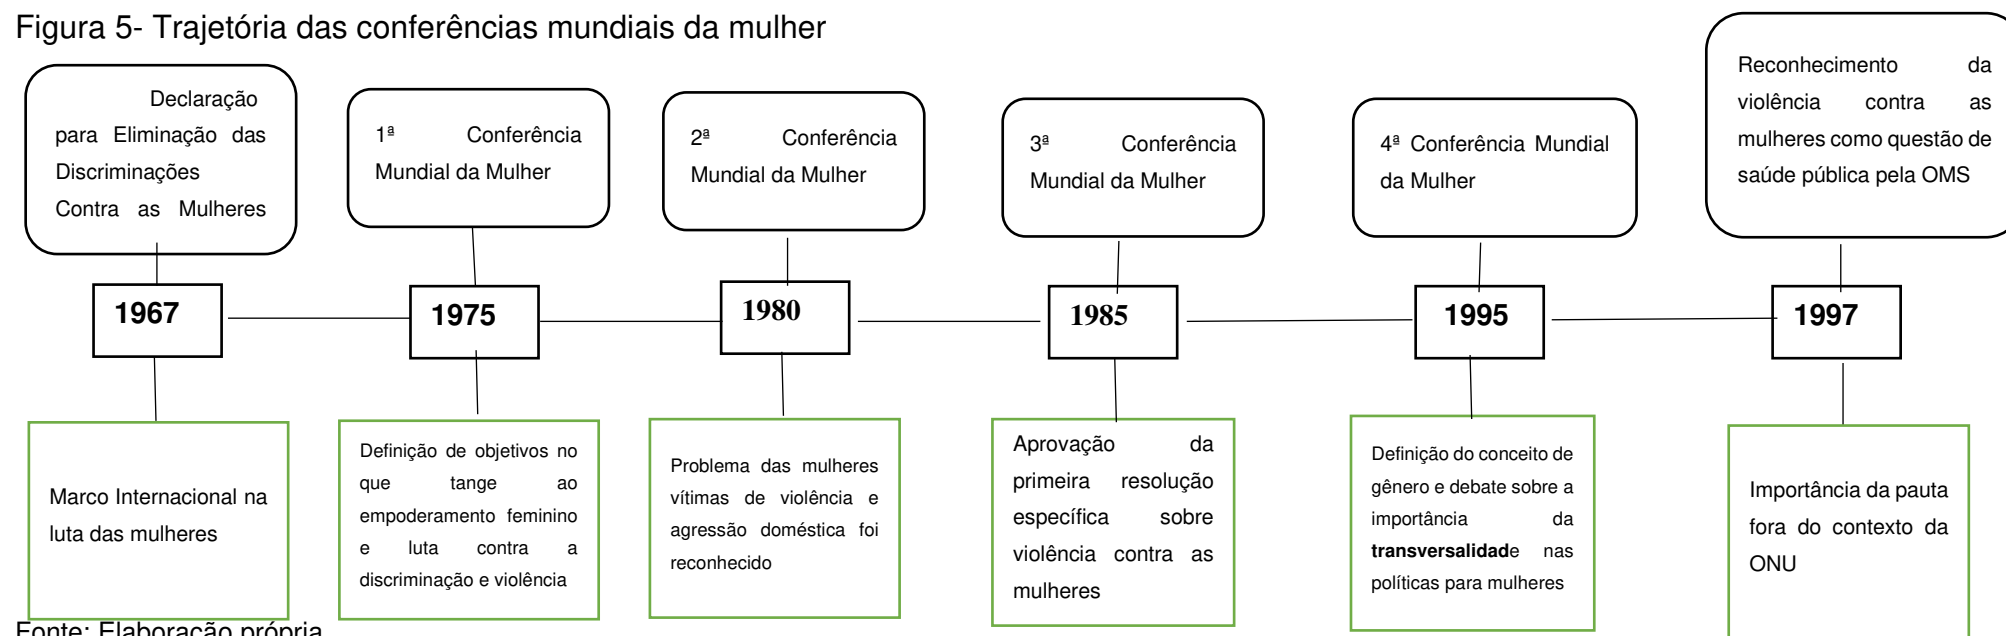 Figura 5- Trajetória das conferências mundiais da mulher
Declaração
para Eliminação das
Discriminações
Contra as Mulheres
1ª Conferência
Mundial da Mulher
2ª Conferência
Mundial da Mulher
3ª Conferência
Mundial da Mulher
4ª Conferência Mundial
da Mulher
Reconhecimento da
violência contra as
mulheres como questão de
saúde pública pela OMS
1967
1975
1980
1985
1995
1997
Marco Internacional na
luta das mulheres
Definição de objetivos no
que tange ao
empoderamento feminino
e luta contra a
discriminação e violência
Problema das mulheres
vítimas de violência e
agressão doméstica foi
reconhecido
Aprovação da
primeira resolução
específica sobre
violência contra as
mulheres
Definição do conceito de
gênero e debate sobre a
importância da
transversalidade nas
políticas para mulheres
Importância da pauta
fora do contexto da
ONU
Fonte: Elaboração própria